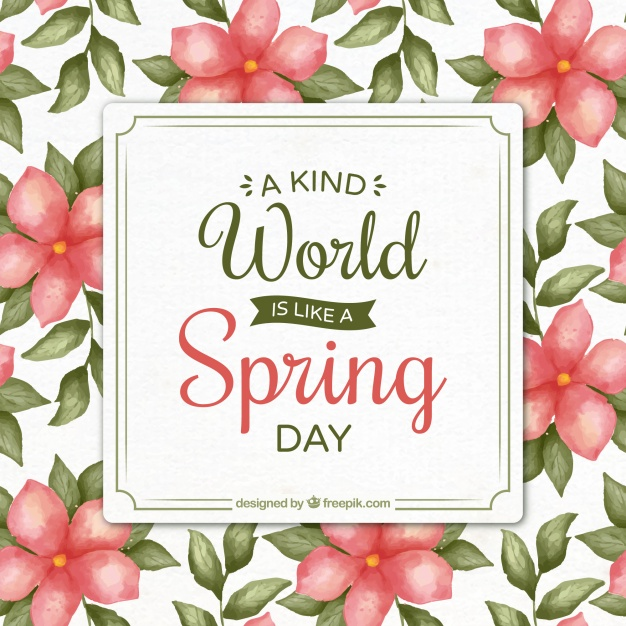 A KIND
World
IS LIKE A
Spring
DAY
designed by freepik.com